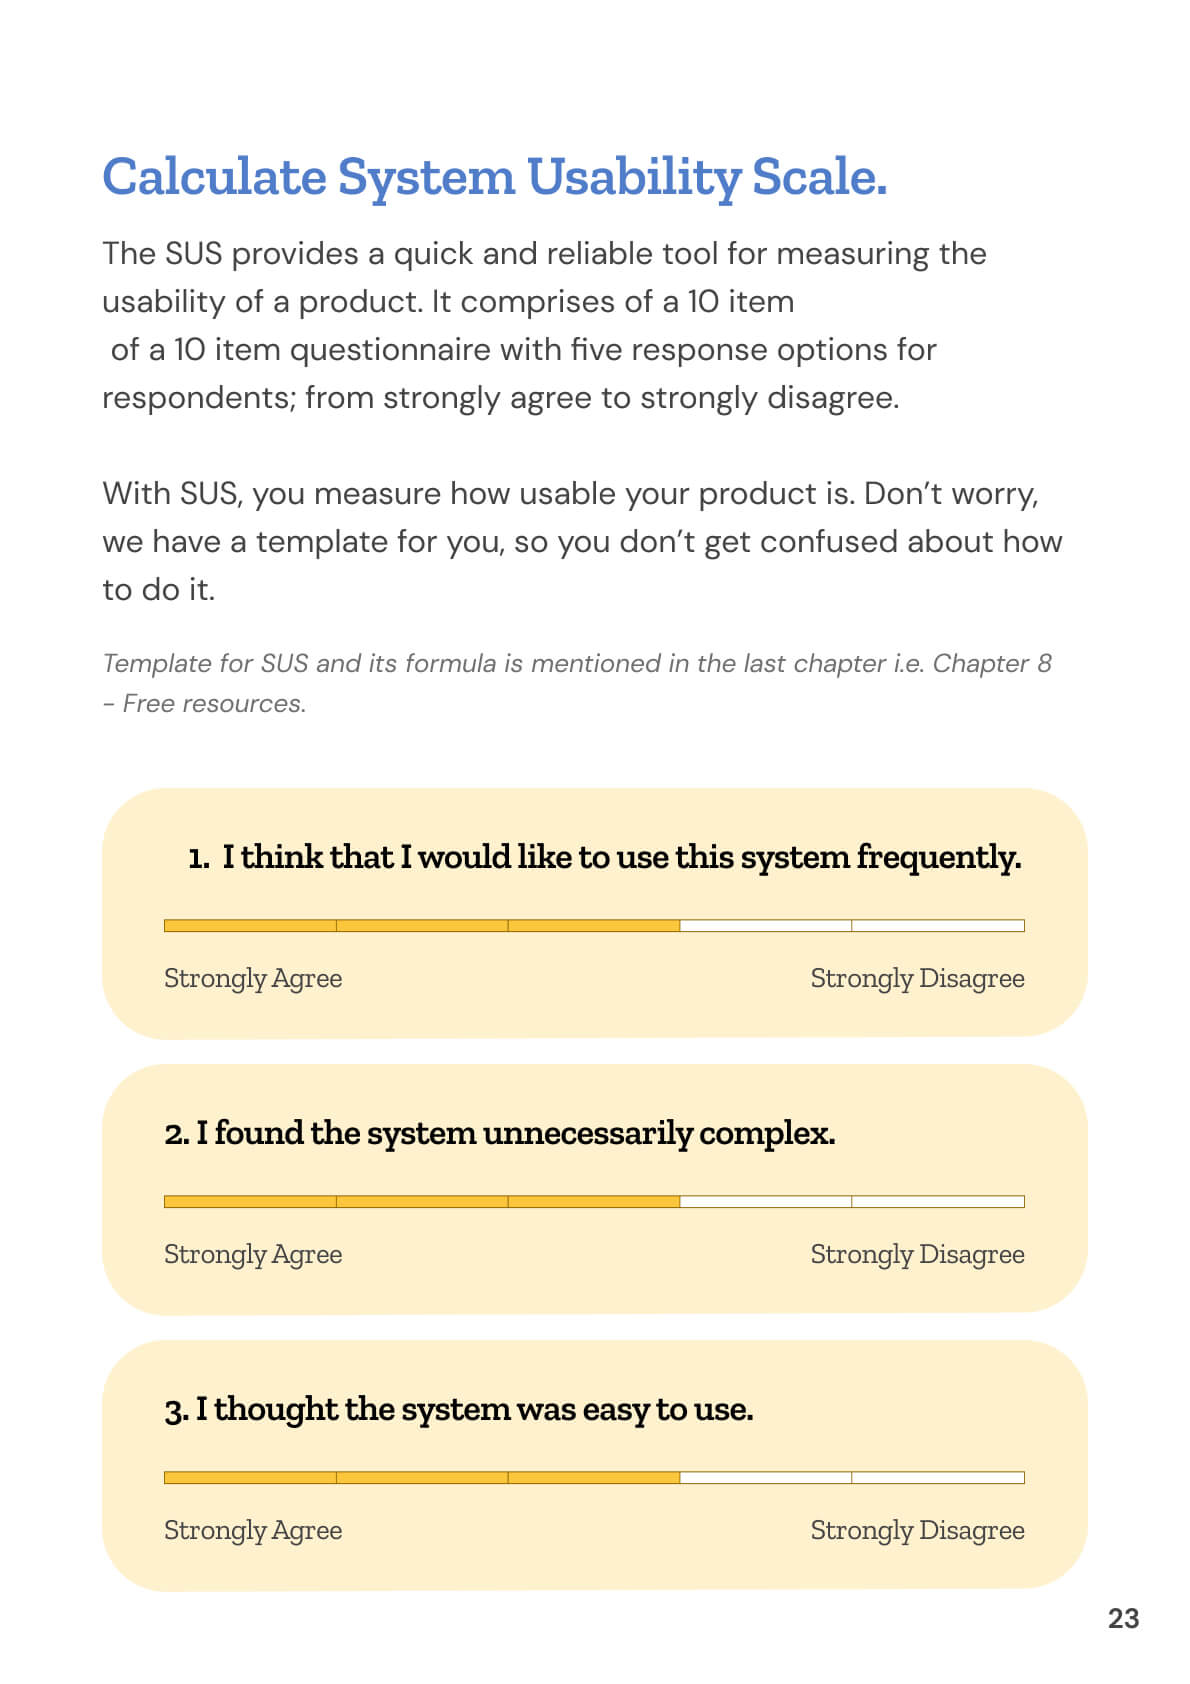 Calculate System Usability Scale.
The SUS provides a quick and reliable tool for measuring the
usability of a product. It comprises of a 10 item
of a 10 item questionnaire with five response options for
respondents; from strongly agree to strongly disagree.
With SUS, you measure how usable your product is. Don’t worry,
we have a template for you, so you don’t get confused about how
to do it.
Template for SUS and its formula is mentioned in the last chapter i.e. Chapter 8
- Free resources.
1. I think that I would like to use this system frequently.
Strongly Agree Strongly Disagree
2. I found the system unnecessarily complex.
Strongly Agree Strongly Disagree
3. I thought the system was easy to use.
Strongly Agree Strongly Disagree
23